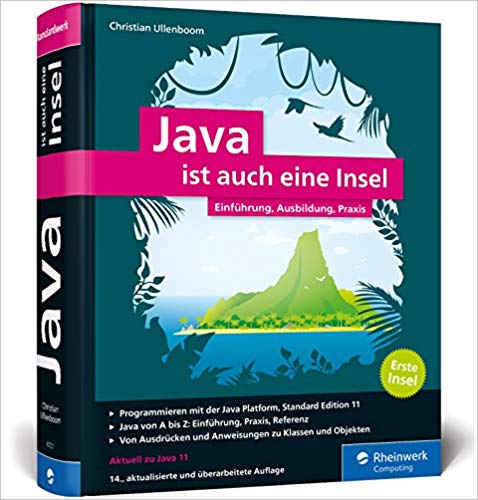 Christian Ullenboom
Java
ist auch eine Insel
Einführung, Ausbildung, Praxis
Erste
Insel
Programmieren mit der Java Platform, Standard Edition 11
Java von A bis Z: Einführung, Praxis, Referenz
Von Ausdrücken und Anweisungen zu Klassen und Objekten
Aktuell zu Java 11
14., aktualisierte und überarbeitete Auflage
Rheinwerk
Computing
Standardwerk
ist auch eine
Insel
Java
Christian
Ullenboom